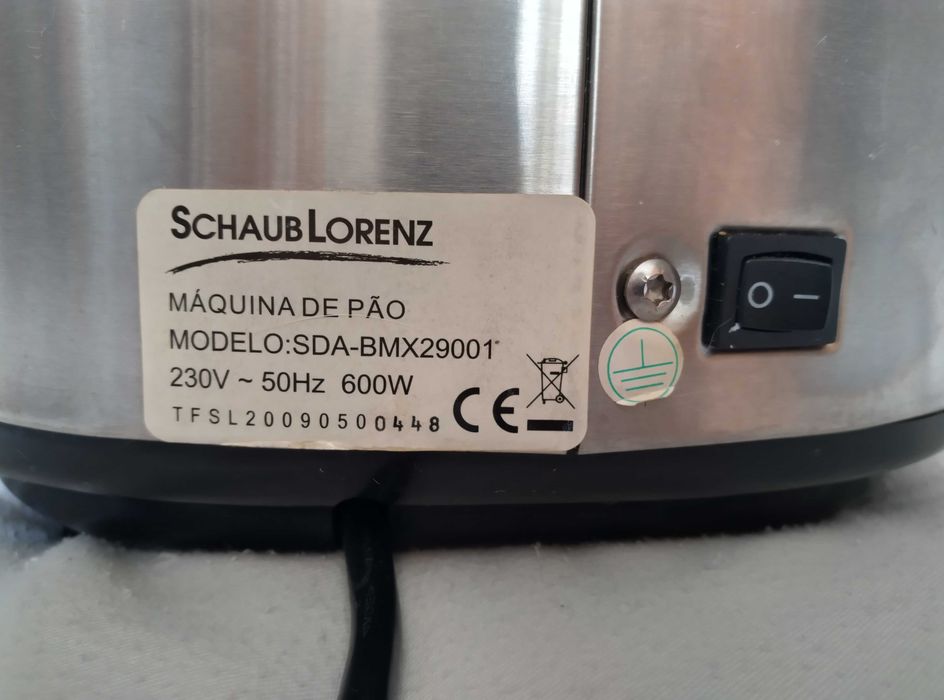 SCHAUB LORENZ
MÁQUINA DE PÃO
MODELO:SDA-BMX29001
230V ~ 50Hz 600W
TFSL20090500448
CE
O I